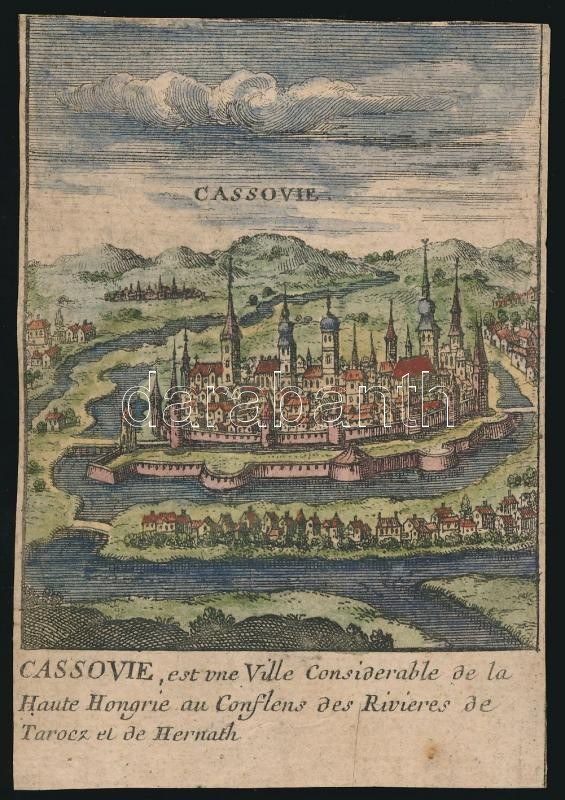 CASSOVIE
darabanth
CASSOVIE, est vne Ville Considerable de la
Haute Hongrie au Conflens des Rivieres de
Tarocz et de Hernath